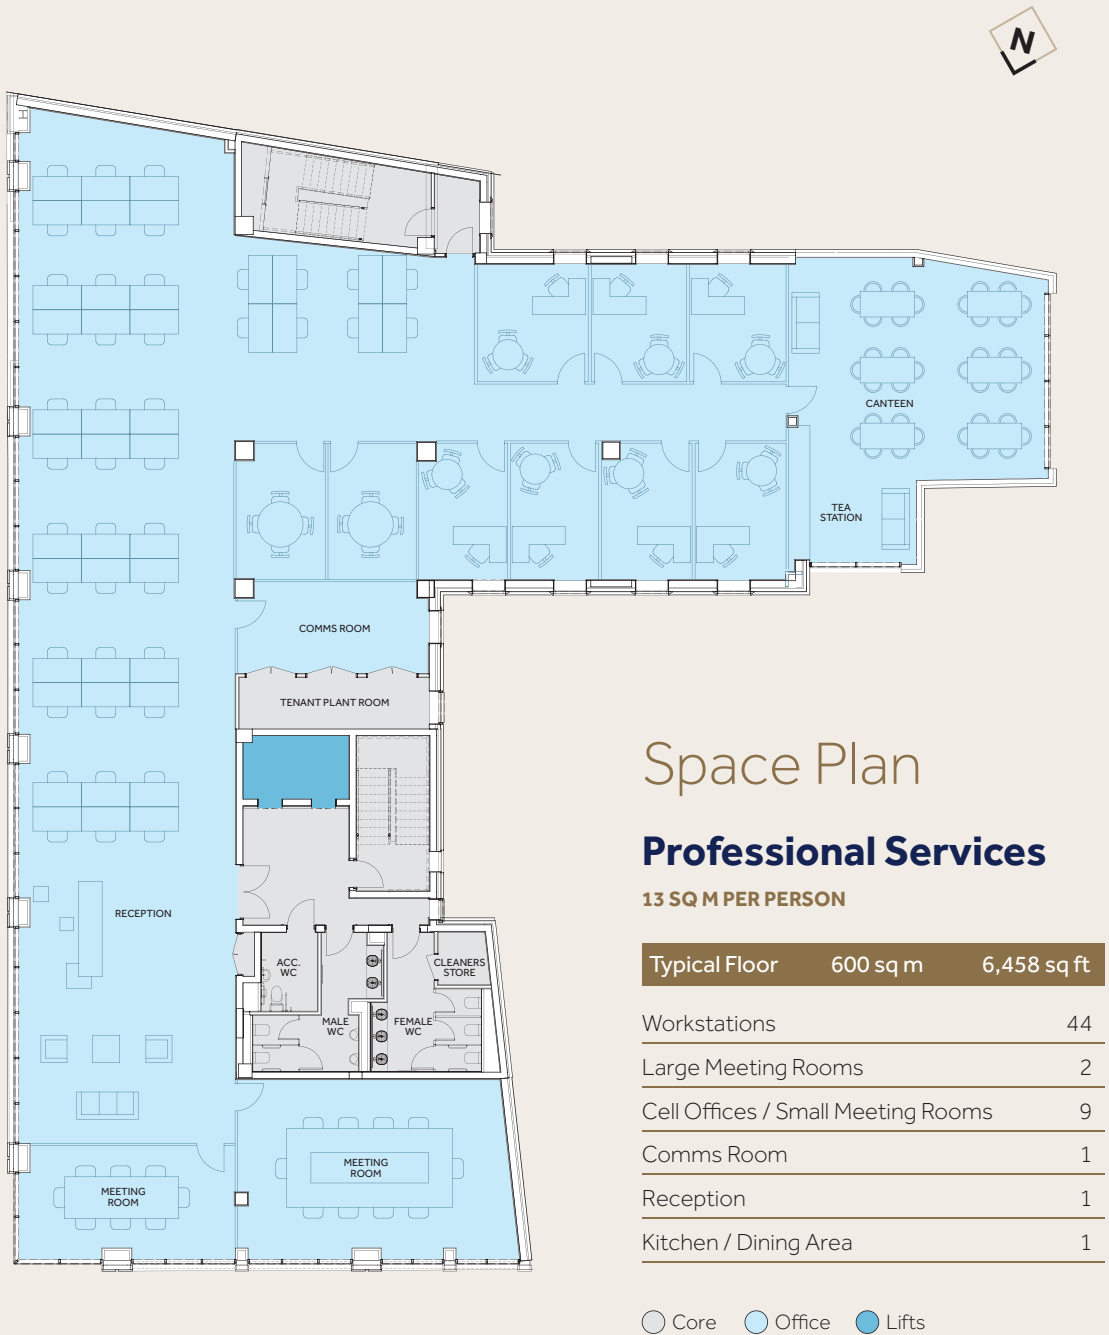 N
CANTEEN
TEA
STATION
COMMS ROOM
TENANT PLANT ROOM
RECEPTION
ACC.
WC
CLEANERS
STORE
MALE
WC
FEMALE
WC
MEETING
ROOM
MEETING
ROOM
Space Plan
Professional Services
13 SQ M PER PERSON
Typical Floor 600 sq m 6,458 sq ft
Workstations 44
Large Meeting Rooms 2
Cell Offices / Small Meeting Rooms 9
Comms Room 1
Reception 1
Kitchen / Dining Area 1
Core Office Lifts